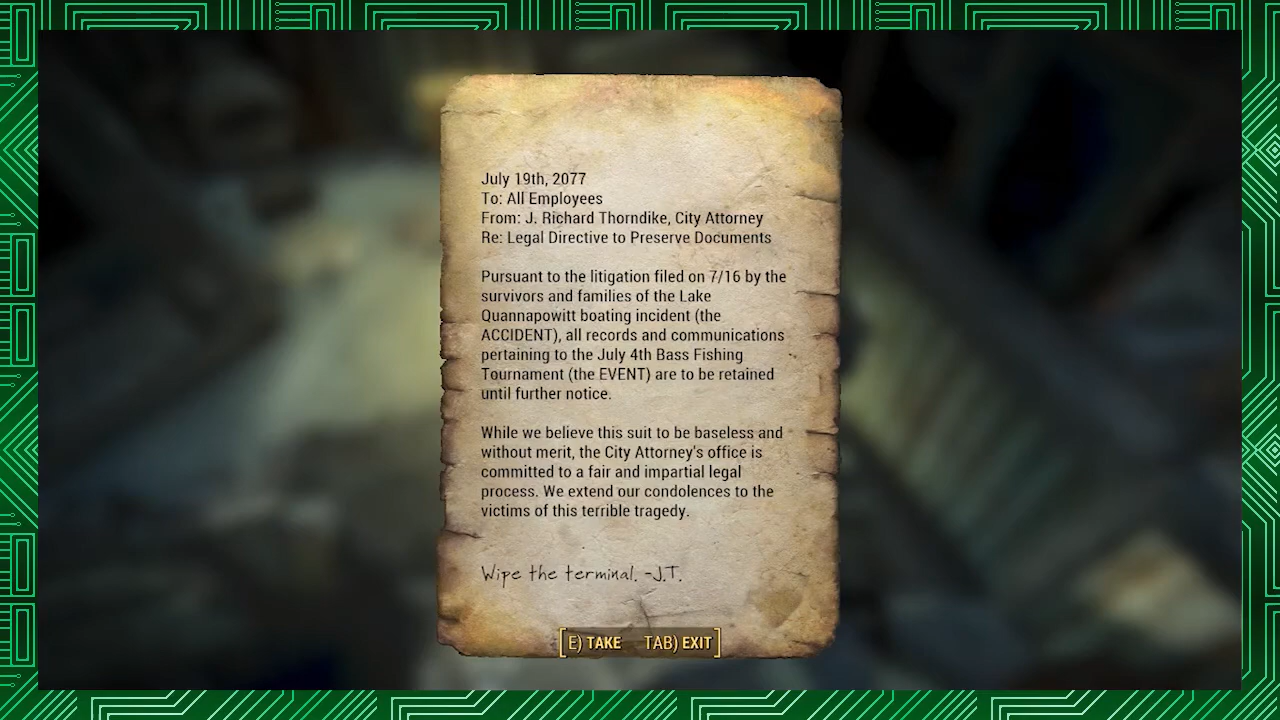 July 19th, 2077
To: All Employees
From: J. Richard Thorndike, City Attorney
Re: Legal Directive to Preserve Documents
Pursuant to the litigation filed on 7/16 by the
survivors and families of the Lake
Quannapowitt boating incident (the
ACCIDENT), all records and communications
pertaining to the July 4th Bass Fishing
Tournament (the EVENT) are to be retained
until further notice.
While we believe this suit to be baseless and
without merit, the City Attorney's office is
committed to a fair and impartial legal
process. We extend our condolences to the
victims of this terrible tragedy.
Wipe the terminal. -J.T.
E) TAKE TAB) EXIT